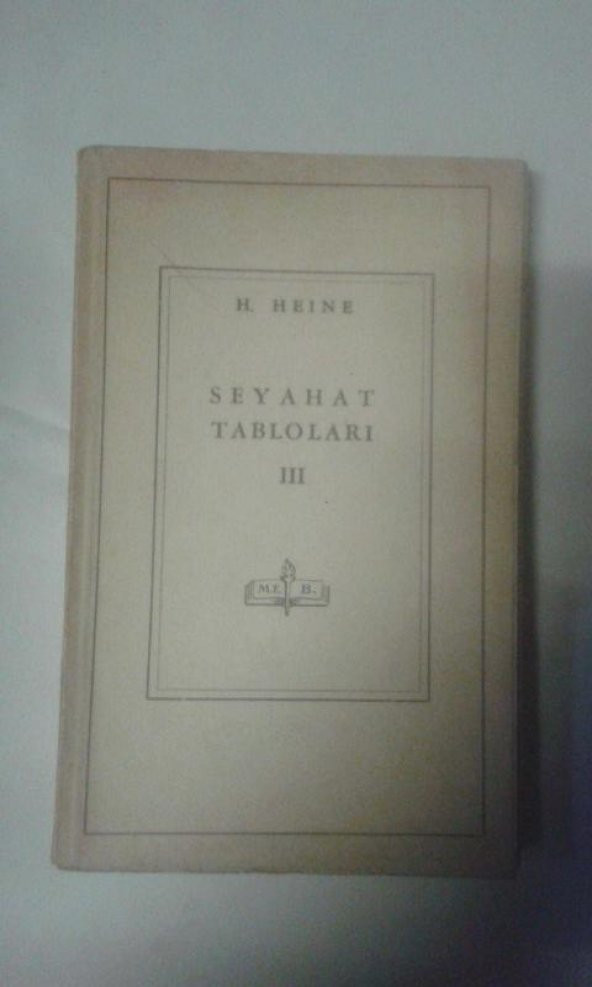 H. HEINE
SEYAHAT
TABLOLARI
III
M.E. B.